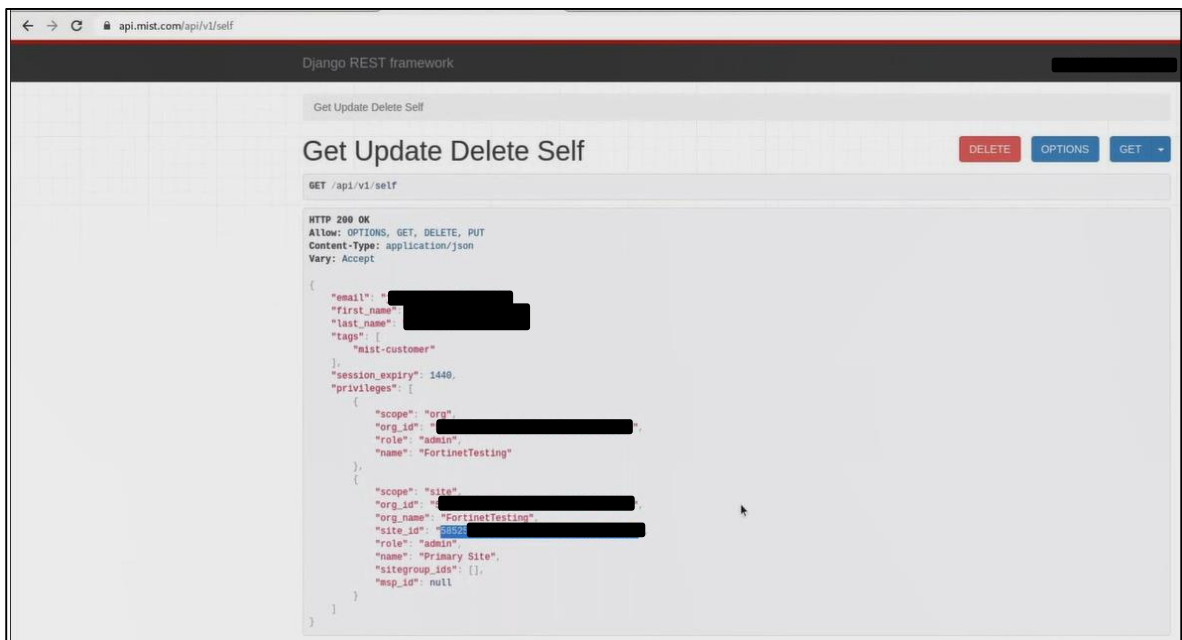 api.mist.com/api/v1/self
Django REST framework
Get Update Delete Self
Get Update Delete Self
DELETE
OPTIONS
GET
GET /api/v1/self
HTTP 200 OK
Allow: OPTIONS, GET, DELETE, PUT
Content-Type: application/json
Vary: Accept
{
"email": "
"first_name":
"last_name":
"tags": [
"mist-customer"
],
"session_expiry": 1440,
"privileges": [
{
"scope": "org",
"org_id": "",
"role": "admin",
"name": "FortinetTesting"
},
{
"scope": "site",
"org_id": "",
"org_name": "FortinetTesting",
"site_id": "58525
"role": "admin",
"name": "Primary Site",
"sitegroup_ids": [],
"msp_id": null
}
]
}